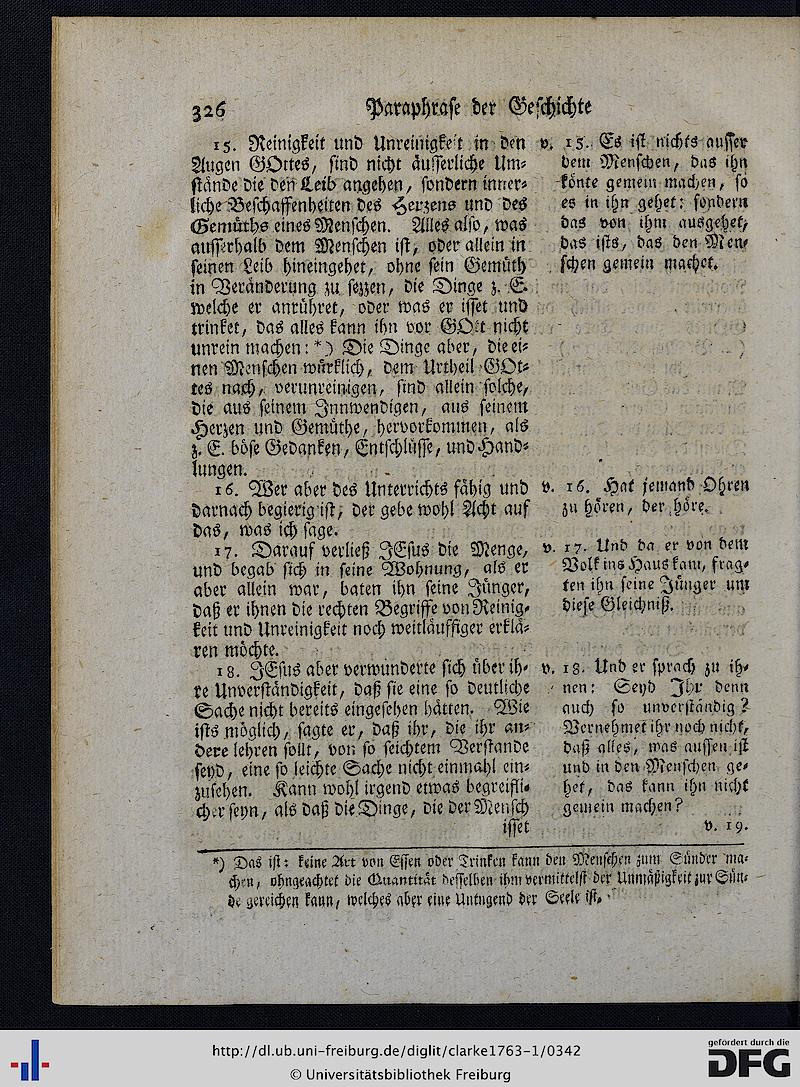 326 Paraphrase der Geschichte
15. Reinigkeit und Unreinigkeit in den
Augen GOttes, sind nicht äusserliche Um⸗
stände die den Leib angehen, sondern inner⸗
liche Beschaffenheiten des Herzens und des
Gemüths eines Menschen. Alles also, was
ausserhalb dem Menschen ist, oder allein in
seinen Leib hineingehet, ohne sein Gemüth
in Veränderung zu sezzen, die Dinge z. E.
welche er anrühret, oder was er isset und
trinket, das alles kann ihn vor GOtt nicht
unrein machen: *) Die Dinge aber, die ei⸗
nen Menschen würklich, dem Urtheil GOt⸗
tes nach, verunreinigen, sind allein solche,
die aus seinem Innwendigen, aus seinem
Herzen und Gemüthe, hervorkommen, als
z. E. böse Gedanken, Entschlüsse, und Hand⸗
lungen.
16. Wer aber des Unterrichts fähig und
darnach begierig ist, der gebe wohl Acht auf
das, was ich sage.
17. Darauf verließ JEsus die Menge,
und begab sich in seine Wohnung, als er
aber allein war, baten ihn seine Jünger,
daß er ihnen die rechten Begriffe von Reinig⸗
keit und Unreinigkeit noch weitläuffiger erklä⸗
ren möchte.
18. JEsus aber verwunderte sich über ih⸗
re Unverständigkeit, daß sie eine so deutliche
Sache nicht bereits eingesehen hätten. Wie
ists möglich, sagte er, daß ihr, die ihr an⸗
dere lehren sollt, von so seichtem Verstande
seyd, eine so leichte Sache nicht einmahl ein⸗
zusehen. Kann wohl irgend etwas begreifli⸗
cher seyn, als daß die Dinge, die der Mensch
isset
v. 15. Es ist nichts ausser
dem Menschen, das ihn
könte gemein machen, so
es in ihn gehet: sondern
das von ihm ausgehet,
das ists, das den Men⸗
schen gemein machet.
v. 16. Hat jemand Ohren
zu hören, der höre.
v. 17. Und da er von dem
Volk ins Haus kam, frag⸗
ten ihn seine Jünger um
diese Gleichniß.
v. 18. Und er sprach zu ih⸗
nen: Seyd Ihr denn
auch so unverständig?
Vernehmet ihr noch nicht,
daß alles, was aussen ist
und in den Menschen ge⸗
het, das kann ihn nicht
gemein machen?
v. 19.
*) Das ist: keine Art von Essen oder Trinken kann den Menschen zum Sünder ma⸗
chen, ohngeachtet die Quantität desselben ihm vermittelst der Unmäßigkeit zur Sün⸗
de gereichen kann, welches aber eine Untugend der Seele ist.
http://dl.ub.uni-freiburg.de/diglit/clarke1763-1/0342
© Universitätsbibliothek Freiburg
gefördert durch die
DFG